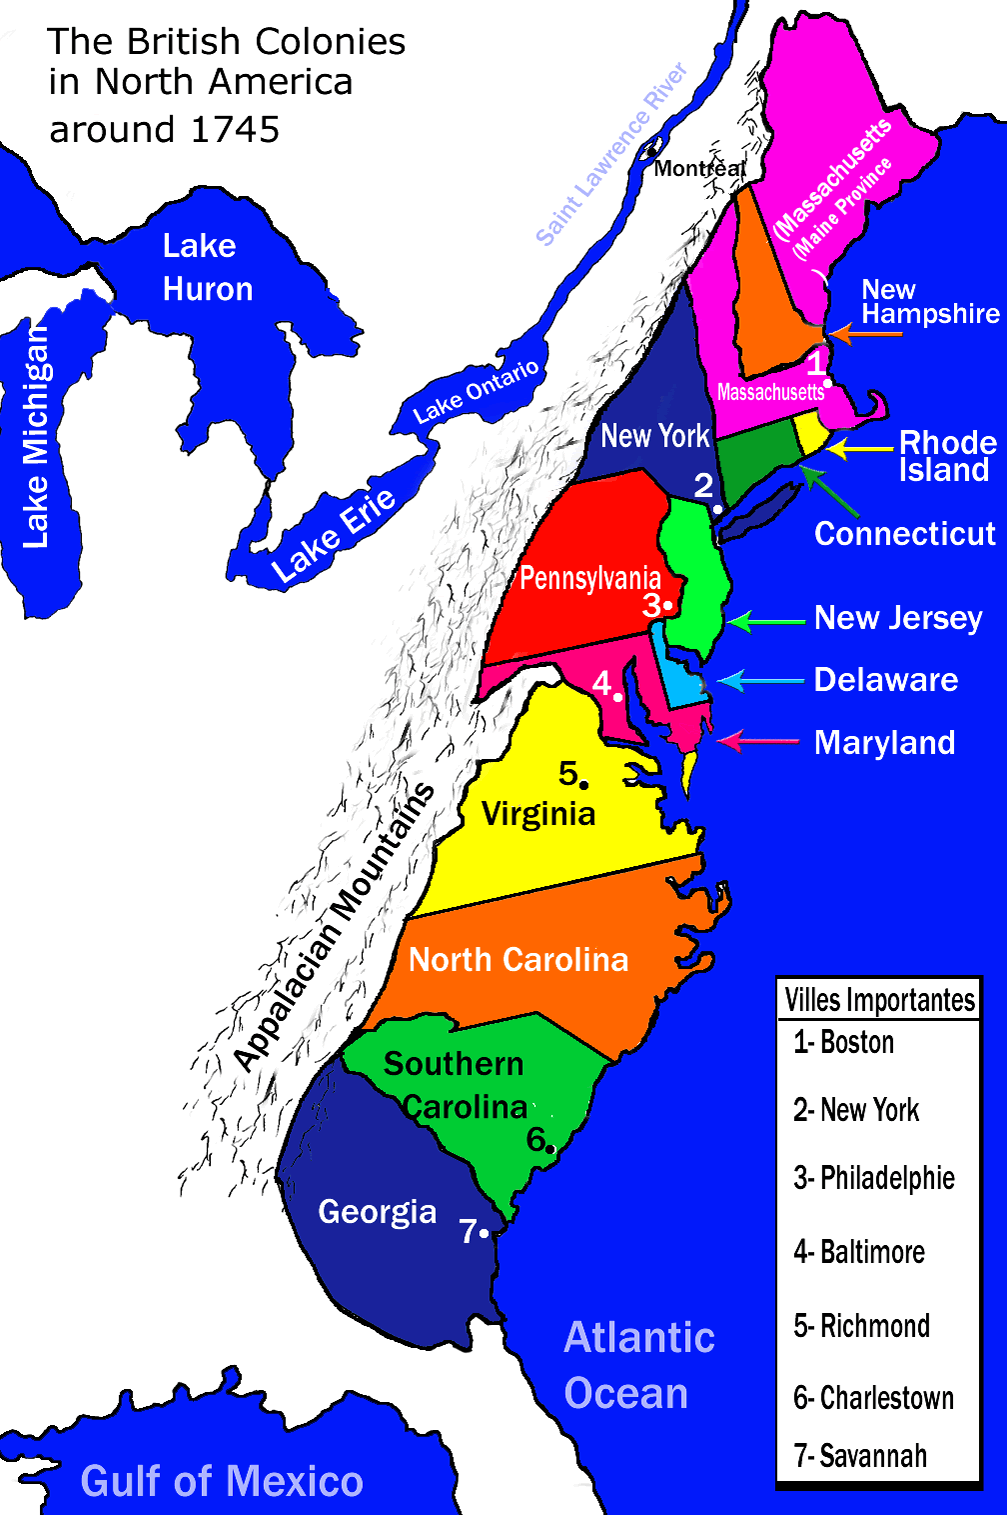 The British Colonies
in North America
around 1745
Saint Lawrence River
Montréal
(Massachusetts
(Maine Province
)
Lake
Huron
New
Hampshire
Lake Michigan
Lake Ontario
1
Massachusetts
New York
Rhode
Island
2
Lake Erie
Connecticut
Pennsylvania
3
New Jersey
4
Delaware
Maryland
5
Virginia
Appalacian Mountains
North Carolina
Southern
Carolina
6
Georgia
7
Atlantic
Ocean
Gulf of Mexico
Villes Importantes
1- Boston
2- New York
3- Philadelphie
4- Baltimore
5- Richmond
6- Charlestown
7- Savannah